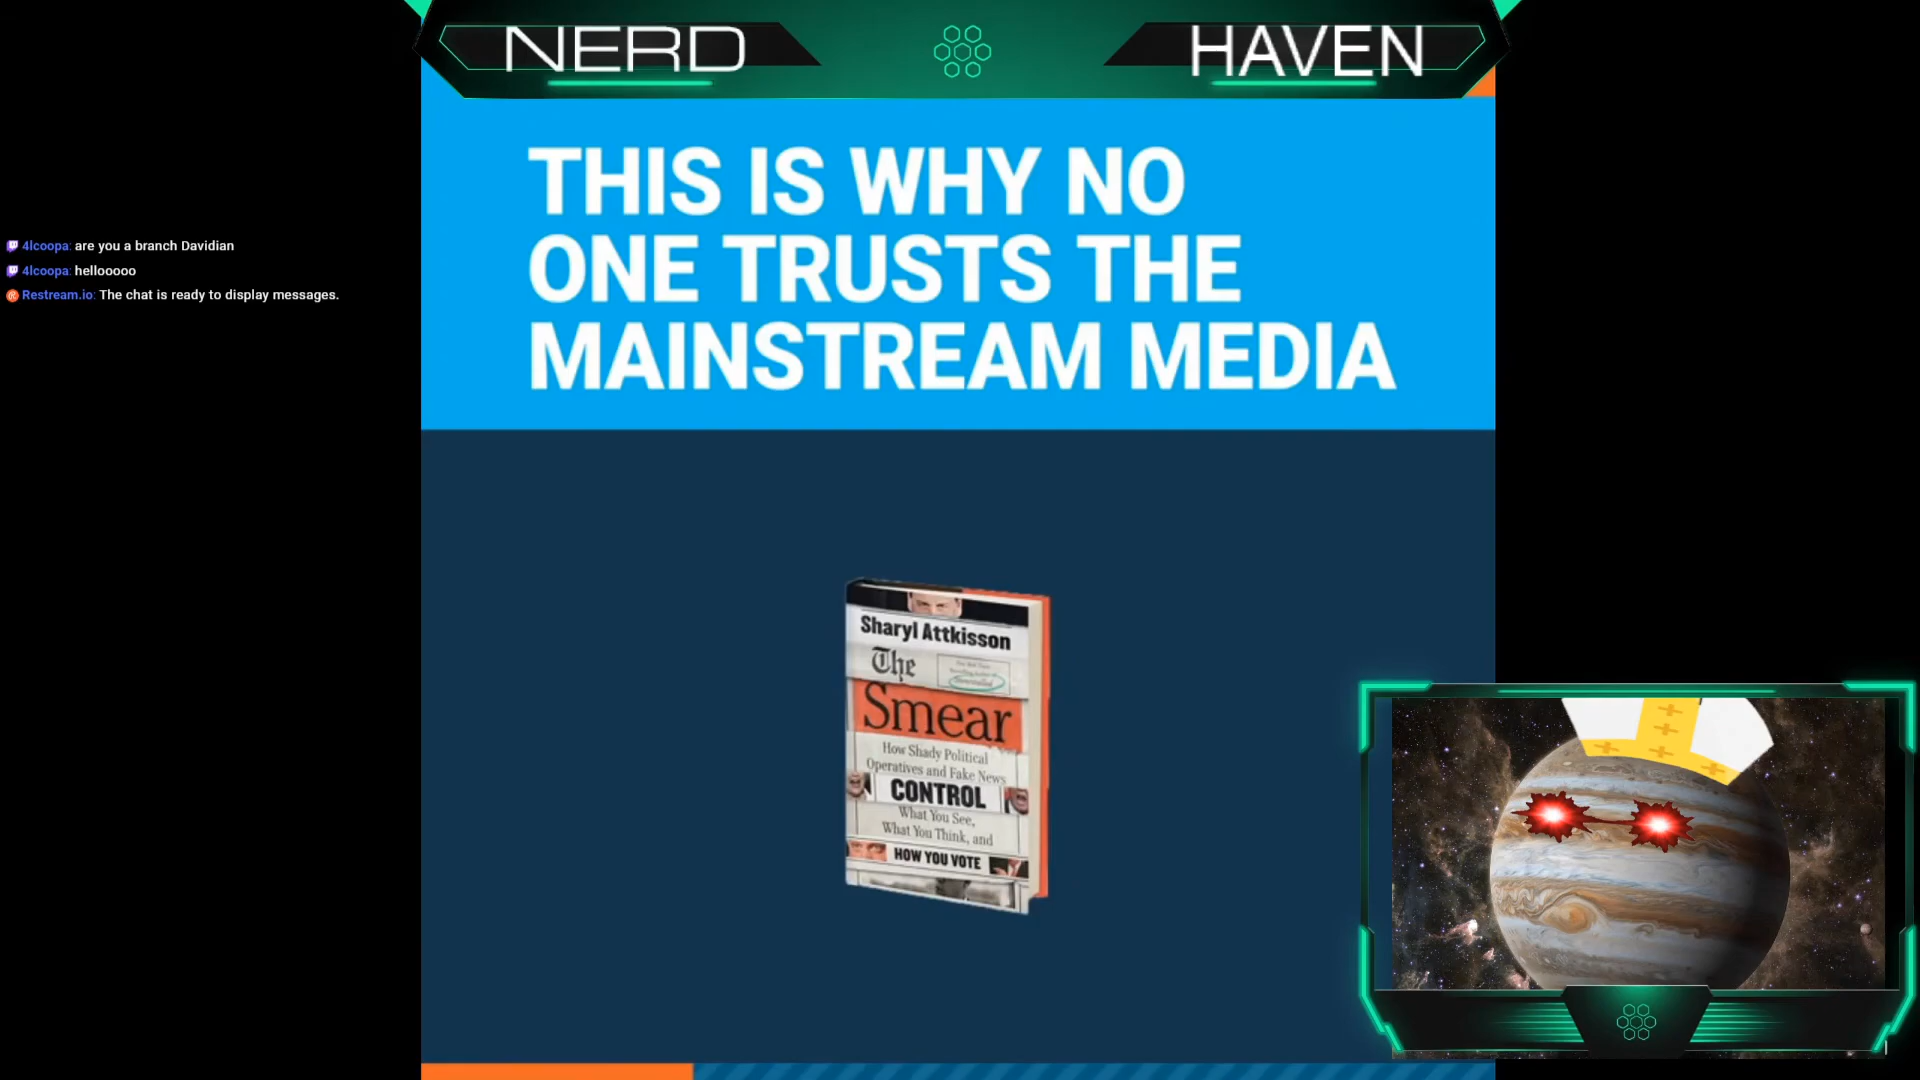 NERD
HAVEN
THIS IS WHY NO
ONE TRUSTS THE
MAINSTREAM MEDIA
4lcoopa: are you a branch Davidian
4lcoopa: hellooooo
Restream.io: The chat is ready to display messages.
Sharyl Attkisson
The
Smear
How Shady Political
Operatives and Fake News
CONTROL
What You See,
What You Think, and
HOW YOU VOTE